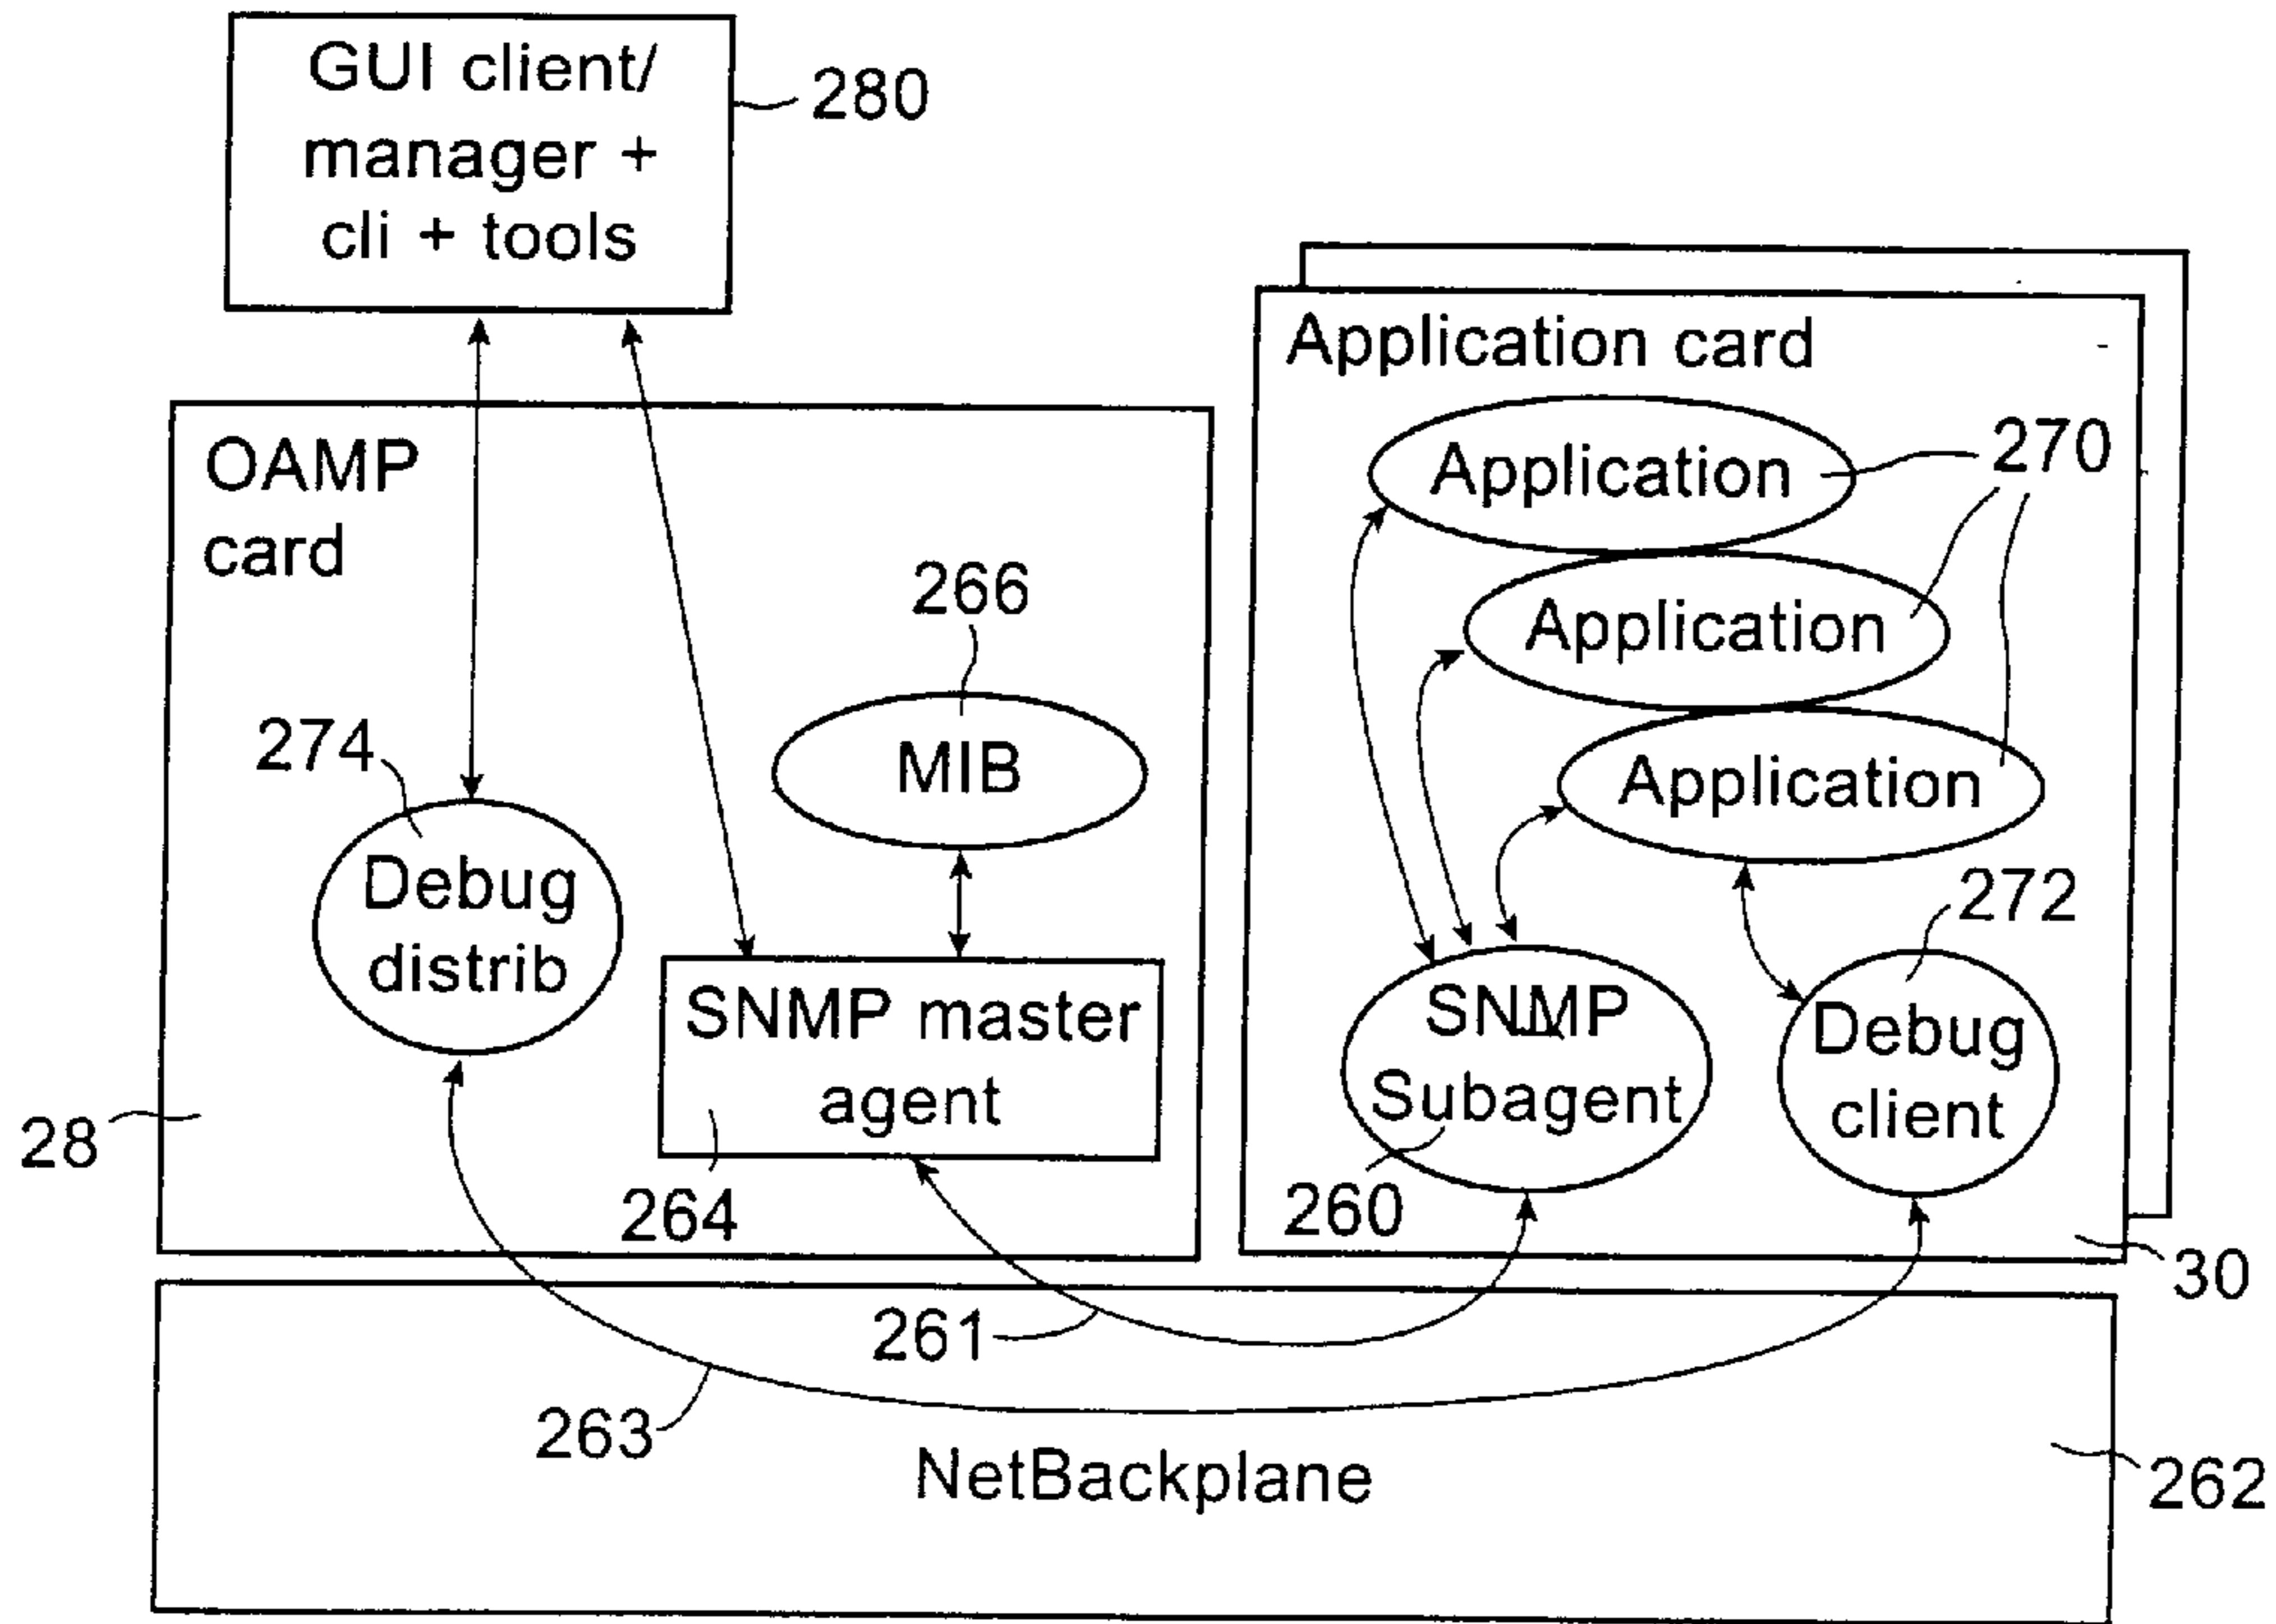 GUI client/
manager +
cli + tools
280
Application card
OAMP
card
Application
270
266
Application
274
MIB
Application
272
Debug
distrib
SNMP master
agent
SNMP
Subagent
Debug
client
28
264
260
30
261
263
NetBackplane
262